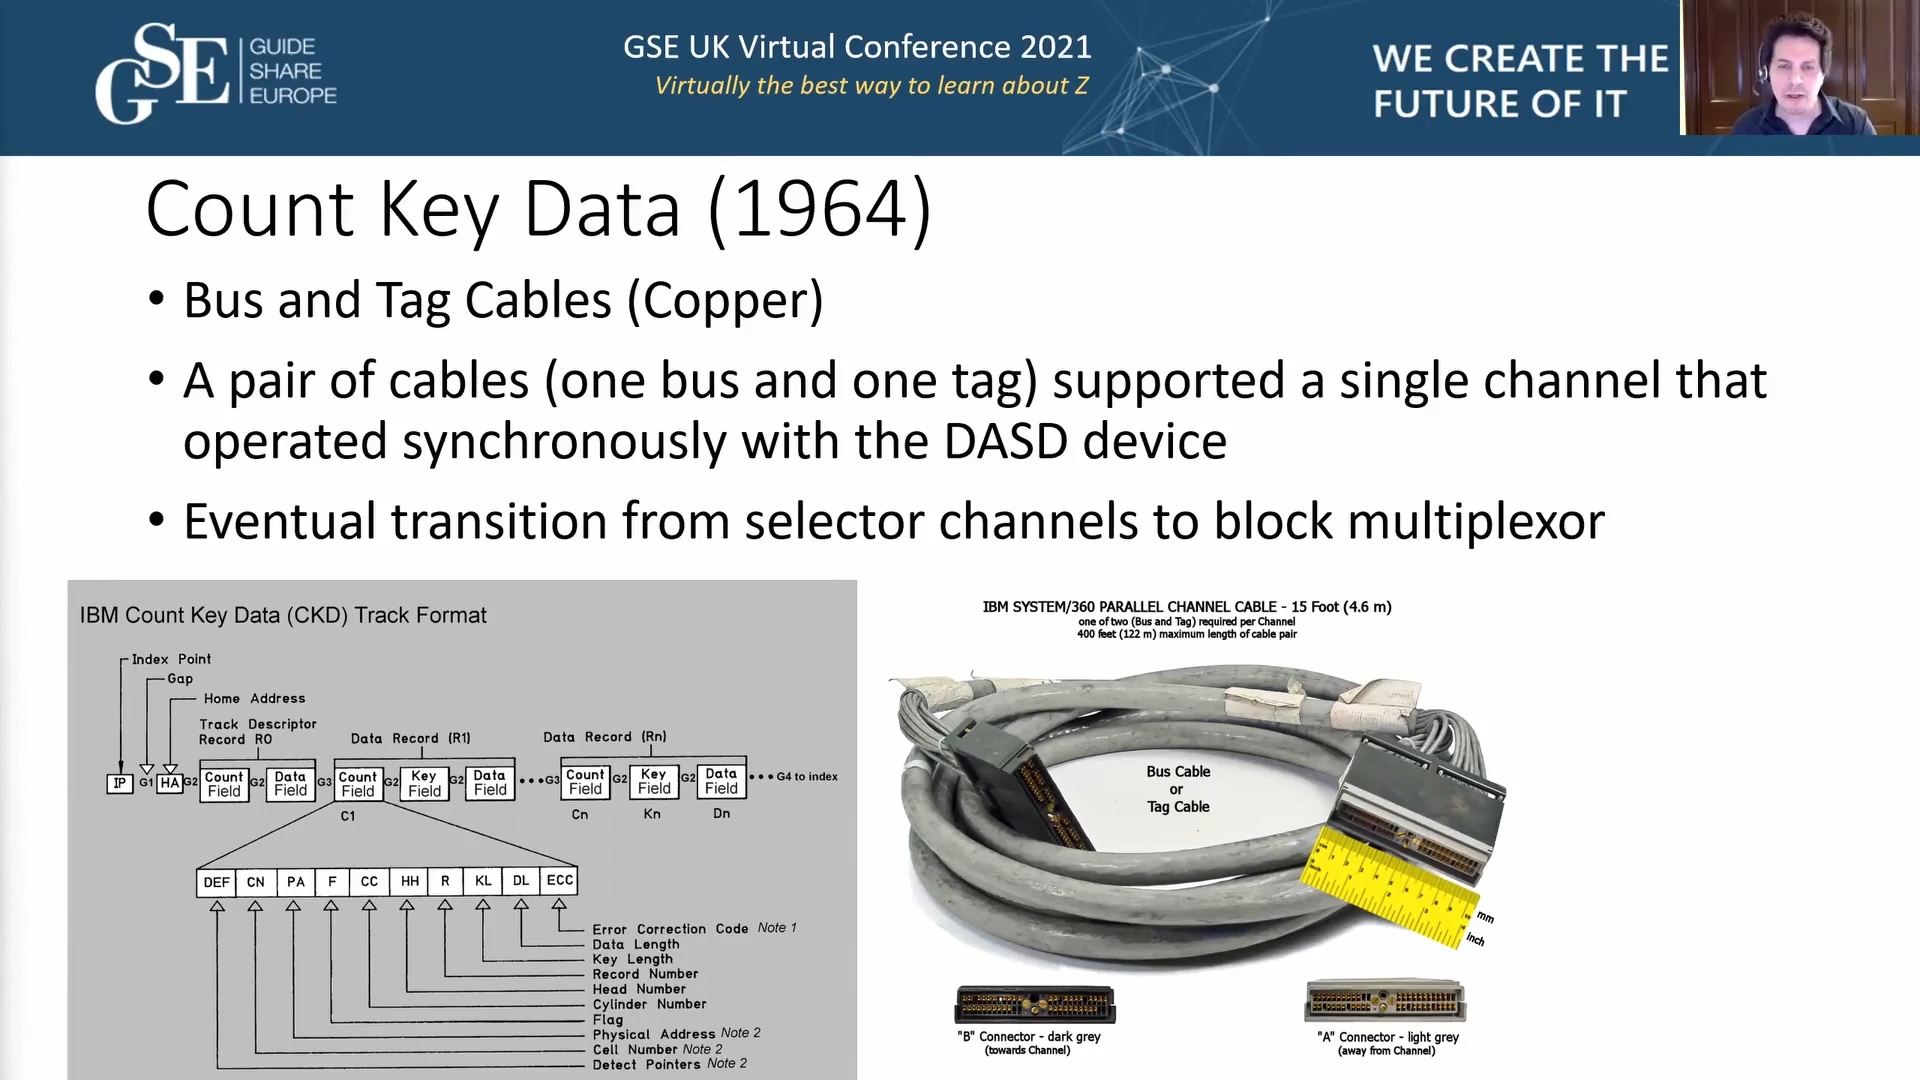 GSE
GUIDE
SHARE
EUROPE
GSE UK Virtual Conference 2021
Virtually the best way to learn about Z
WE CREATE THE
FUTURE OF IT
Count Key Data (1964)
• Bus and Tag Cables (Copper)
• A pair of cables (one bus and one tag) supported a single channel that
operated synchronously with the DASD device
• Eventual transition from selector channels to block multiplexor
IBM Count Key Data (CKD) Track Format
Index Point
Gap
Home Address
Track Descriptor
Record R0
Data Record (R1)
Data Record (Rn)
IP G1 HA G2 Count Field G2 Data Field G3 Count Field G2 Key Field G2 Data Field •••G3 Count Field G2 Key Field G2 Data Field •••G4 to index
C1
Cn Kn Dn
DEF CN PA F CC HH R KL DL ECC
Error Correction Code Note 1
Data Length
Key Length
Record Number
Head Number
Cylinder Number
Flag
Physical Address Note 2
Cell Number Note 2
Detect Pointers Note 2
IBM SYSTEM/360 PARALLEL CHANNEL CABLE - 15 Foot (4.6 m)
one of two (Bus and Tag) required per Channel
400 feet (122 m) maximum length of cable pair
Bus Cable
or
Tag Cable
mm
inch
"B" Connector - dark grey
(towards Channel)
"A" Connector - light grey
(away from Channel)